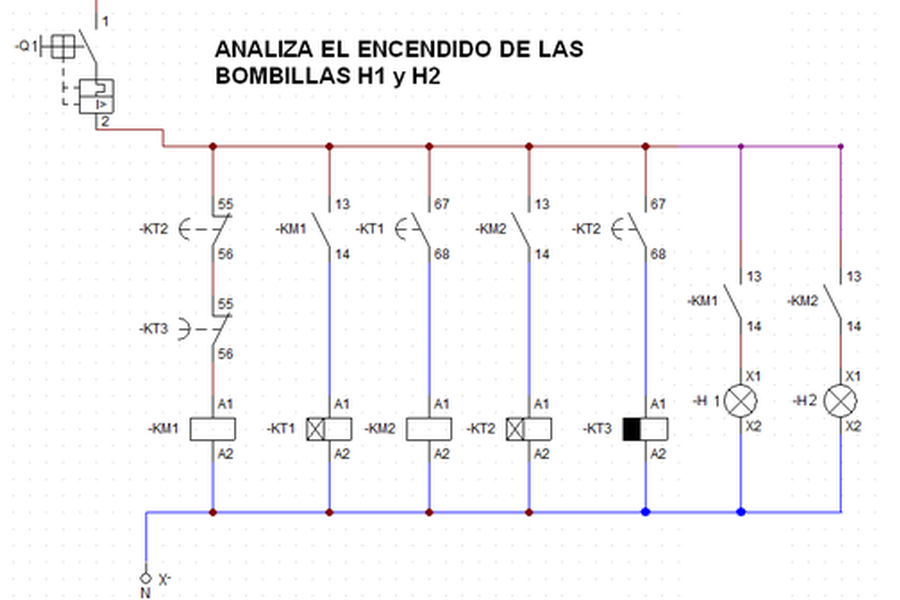 1
-Q1
I>
2
ANALIZA EL ENCENDIDO DE LAS
BOMBILLAS H1 y H2
55
-KT2
56
55
-KT3
56
A1
-KM1
A2
13
-KM1
14
A1
-KT1
A2
67
-KT1
68
A1
-KM2
A2
13
-KM2
14
A1
-KT2
A2
67
-KT2
68
A1
-KT3
A2
13
-KM1
14
X1
-H 1
X2
13
-KM2
14
X1
-H2
X2
X-
N